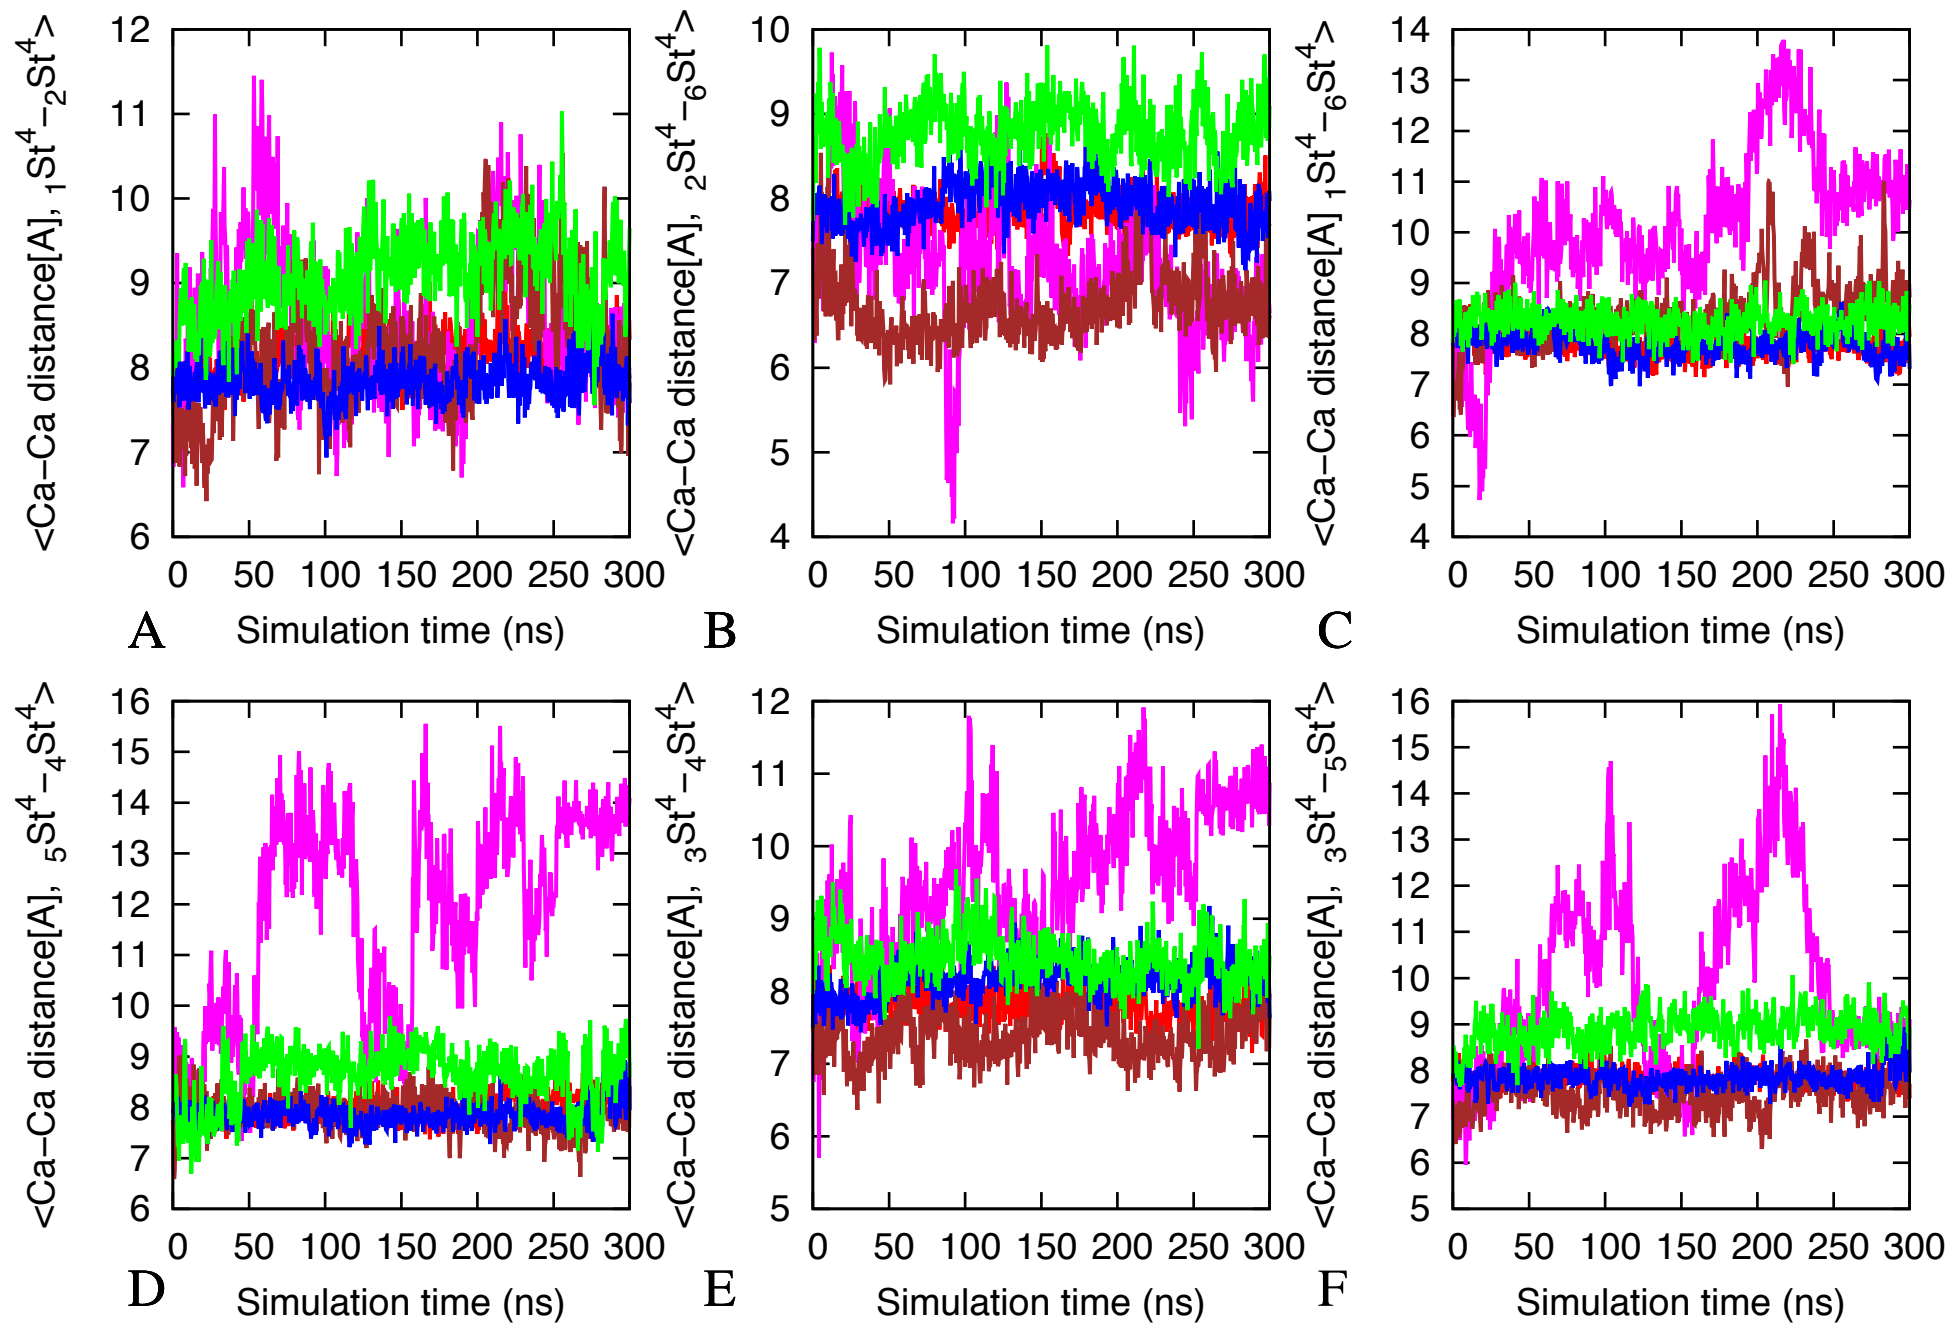 <Ca–Ca distance[A], ₁St⁴–₂St⁴>
12
11
10
9
8
7
6
0 50 100 150 200 250 300
Simulation time (ns)
A
<Ca–Ca distance[A], ₂St⁴–₆St⁴>
10
9
8
7
6
5
4
0 50 100 150 200 250 300
Simulation time (ns)
B
<Ca–Ca distance[A] ₁St⁴–₆St⁴>
14
13
12
11
10
9
8
7
6
5
4
0 50 100 150 200 250 300
Simulation time (ns)
C
<Ca–Ca distance[A], ₅St⁴–₄St⁴>
16
15
14
13
12
11
10
9
8
7
6
0 50 100 150 200 250 300
Simulation time (ns)
D
<Ca–Ca distance[A], ₃St⁴–₄St⁴>
12
11
10
9
8
7
6
5
0 50 100 150 200 250 300
Simulation time (ns)
E
<Ca–Ca distance[A], ₃St⁴–₅St⁴>
16
15
14
13
12
11
10
9
8
7
6
5
0 50 100 150 200 250 300
Simulation time (ns)
F